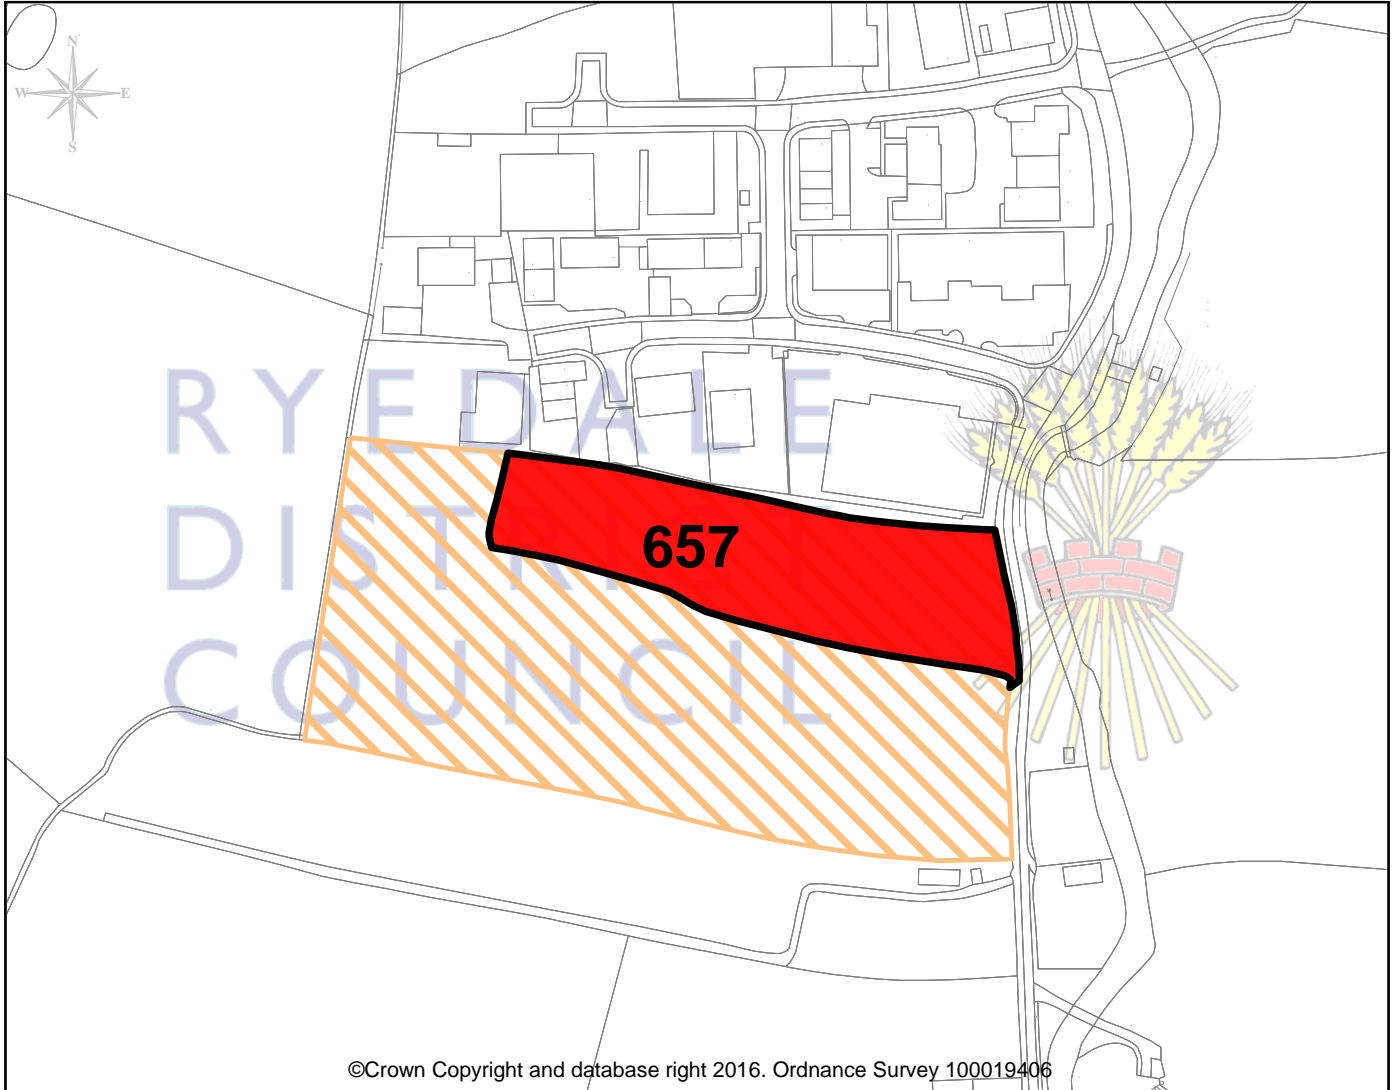 N
W E
S
RYEDALE
DISTRICT
COUNCIL
657
©Crown Copyright and database right 2016. Ordnance Survey 100019406